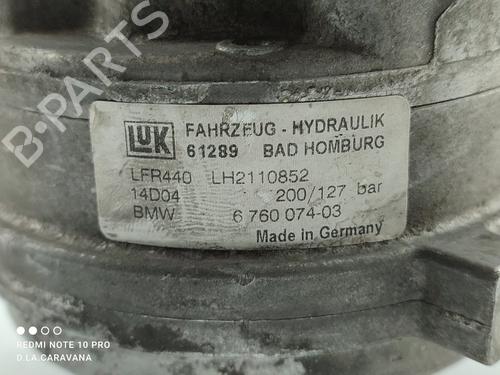 LUK FAHRZEUG - HYDRAULIK
61289 BAD HOMBURG
LFR440 LH2110852
14D04 200/127 bar
BMW 6 760 074-03
Made in Germany
REDMI NOTE 10 PRO
D.LA.CARAVANA